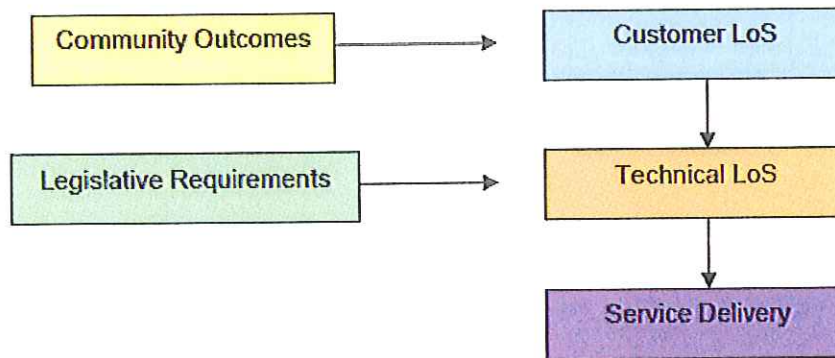 Community Outcomes
Customer LoS
Legislative Requirements
Technical LoS
Service Delivery